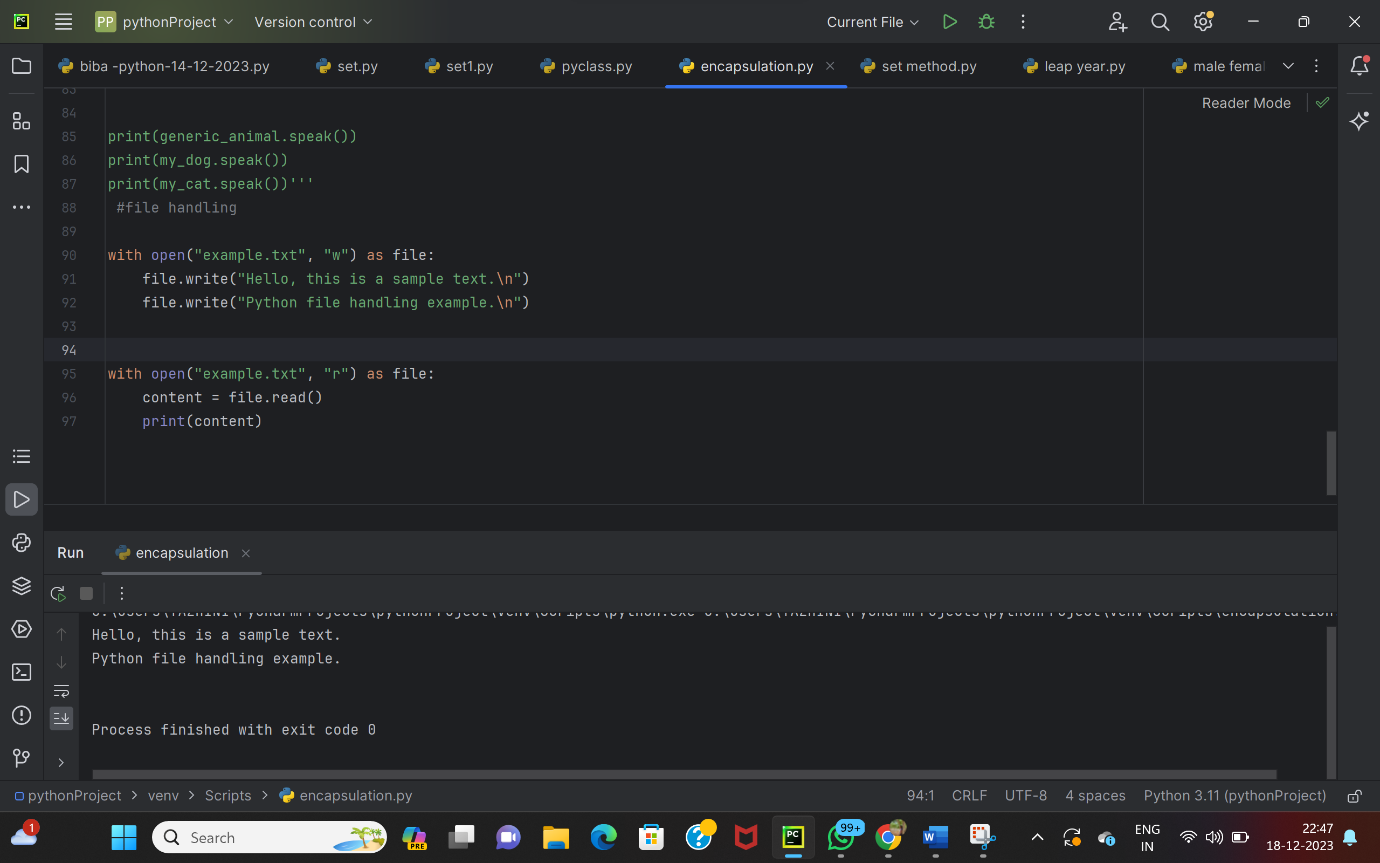 PP pythonProject Version control Current File
biba -python-14-12-2023.py set.py set1.py pyclass.py encapsulation.py set method.py leap year.py male femal
Reader Mode
83
84
85 print(generic_animal.speak())
86 print(my_dog.speak())
87 print(my_cat.speak())'''
88 #file handling
89
90 with open("example.txt", "w") as file:
91 file.write("Hello, this is a sample text.\n")
92 file.write("Python file handling example.\n")
93
94
95 with open("example.txt", "r") as file:
96 content = file.read()
97 print(content)
Run encapsulation
Hello, this is a sample text.
Python file handling example.
Process finished with exit code 0
pythonProject > venv > Scripts > encapsulation.py 94:1 CRLF UTF-8 4 spaces Python 3.11 (pythonProject)
1 Search PRE PC 99+ W ENG 22:47
IN 18-12-2023